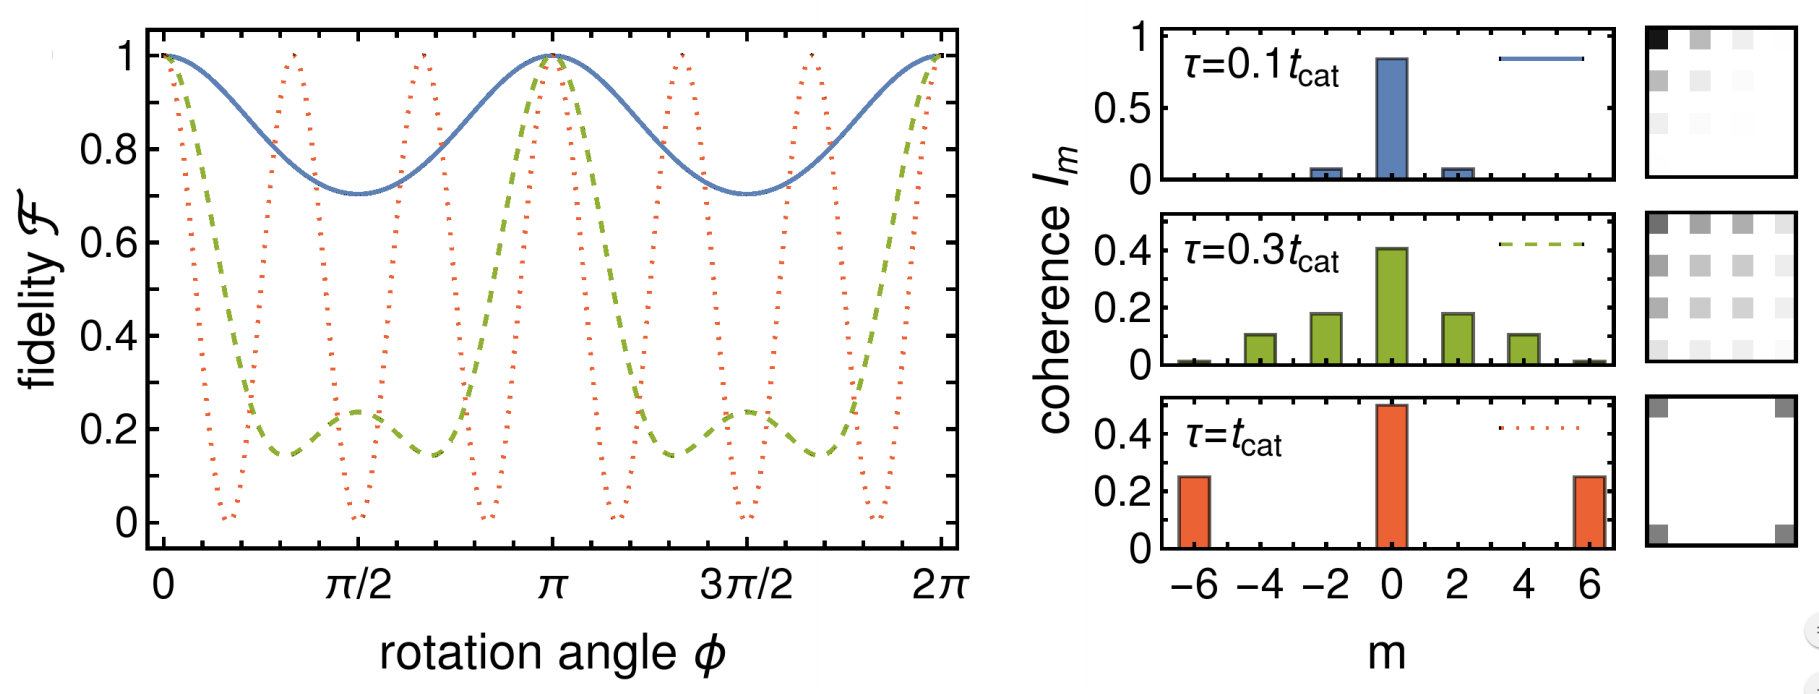 fidelity ℱ
1
0.8
0.6
0.4
0.2
0
0
π/2
π
3π/2
2π
rotation angle ϕ
coherence Iₘ
1
0.5
0
τ=0.1t_cat
0.4
0.2
0
τ=0.3t_cat
0.4
0.2
0
τ=t_cat
−6 −4 −2 0 2 4 6
m